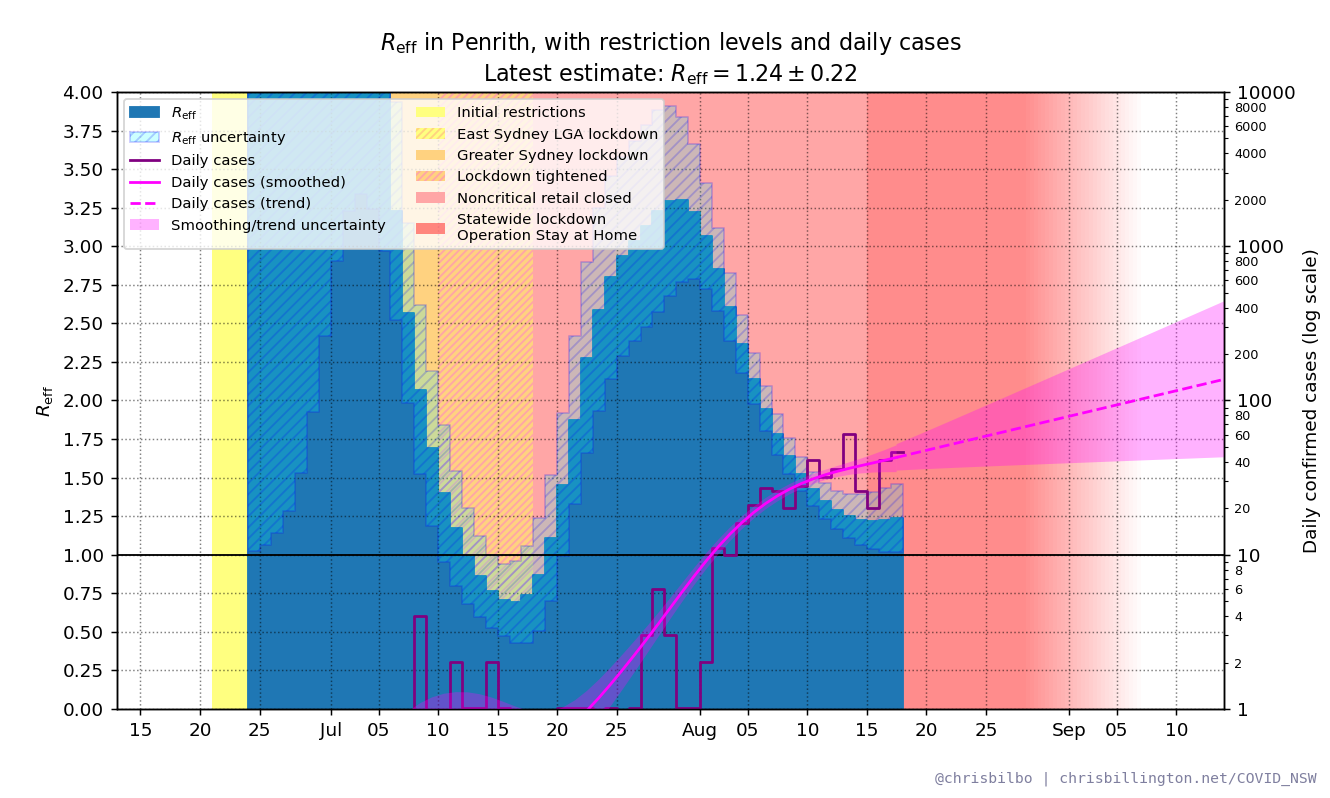 Reff in Penrith, with restriction levels and daily cases
Latest estimate: Reff = 1.24 ± 0.22
Reff
Reff uncertainty
Daily cases
Daily cases (smoothed)
Daily cases (trend)
Smoothing/trend uncertainty
Initial restrictions
East Sydney LGA lockdown
Greater Sydney lockdown
Lockdown tightened
Noncritical retail closed
Statewide lockdown
Operation Stay at Home
4.00
3.75
3.50
3.25
3.00
2.75
2.50
2.25
2.00
1.75
1.50
1.25
1.00
0.75
0.50
0.25
0.00
Reff
10000
8000
6000
4000
2000
1000
800
600
400
200
100
80
60
40
20
10
8
6
4
2
1
Daily confirmed cases (log scale)
15 20 25 Jul 05 10 15 20 25 Aug 05 10 15 20 25 Sep 05 10
@chrisbilbo | chrisbillington.net/COVID_NSW